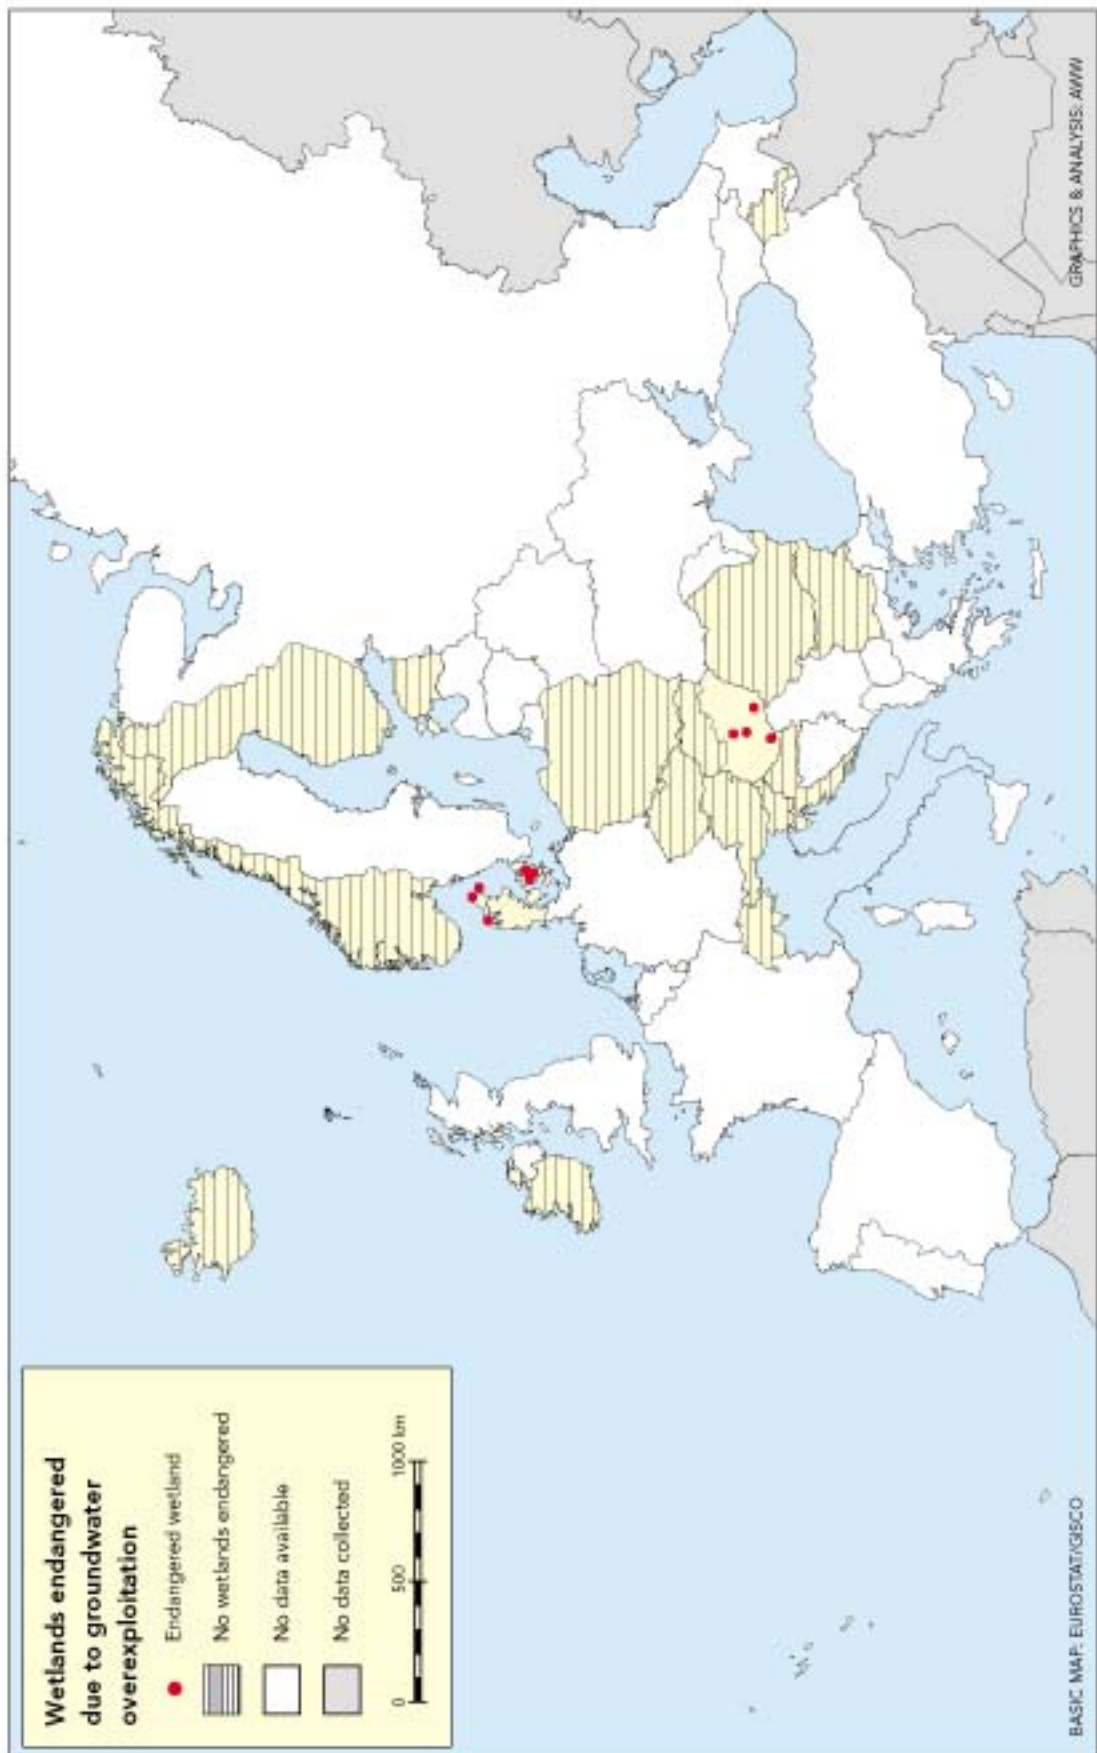 Wetlands endangered
due to groundwater
overexploitation
Endangered wetland
No wetlands endangered
No data available
No data collected
0 500 1000 km
BASIC MAP: EUROSTAT/GISCO
GRAPHICS & ANALYSIS: AWW